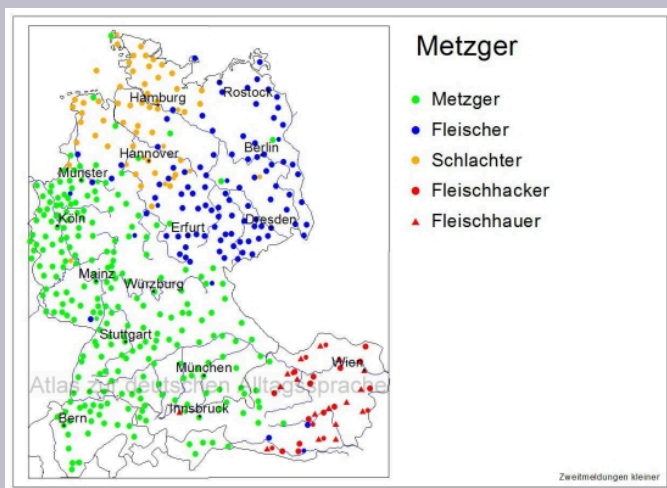 Metzger
Metzger
Fleischer
Schlachter
Fleischhacker
Fleischhauer
Hamburg
Rostock
Hannover
Berlin
Münster
Köln
Erfurt
Dresden
Mainz
Würzburg
Stuttgart
München
Wien
Atlas zur deutschen Alltagssprache
Innsbruck
Bern
Zweitmeldungen kleiner